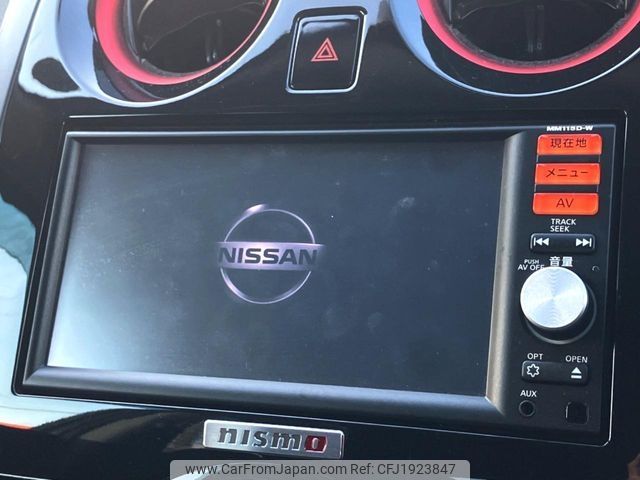 MM115D-W
現在地
メニュー
AV
TRACK
SEEK
音量
PUSH
AV OFF
NISSAN
OPT
OPEN
AUX
nismo
www.CarFromJapan.com - CFJ1923847